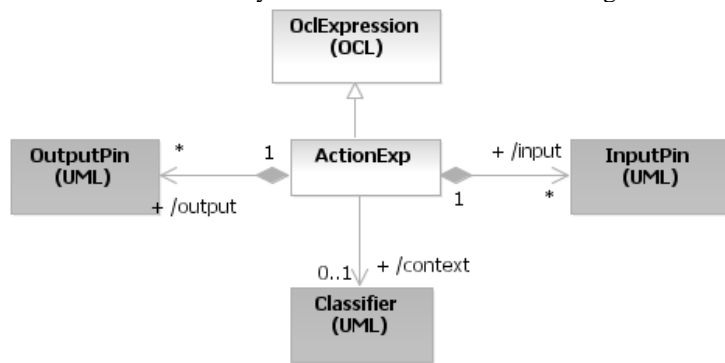 OclExpression
(OCL)
OutputPin
(UML)
*
1
ActionExp
+ /input
InputPin
(UML)
+ /output
1
*
0..1
+ /context
Classifier
(UML)